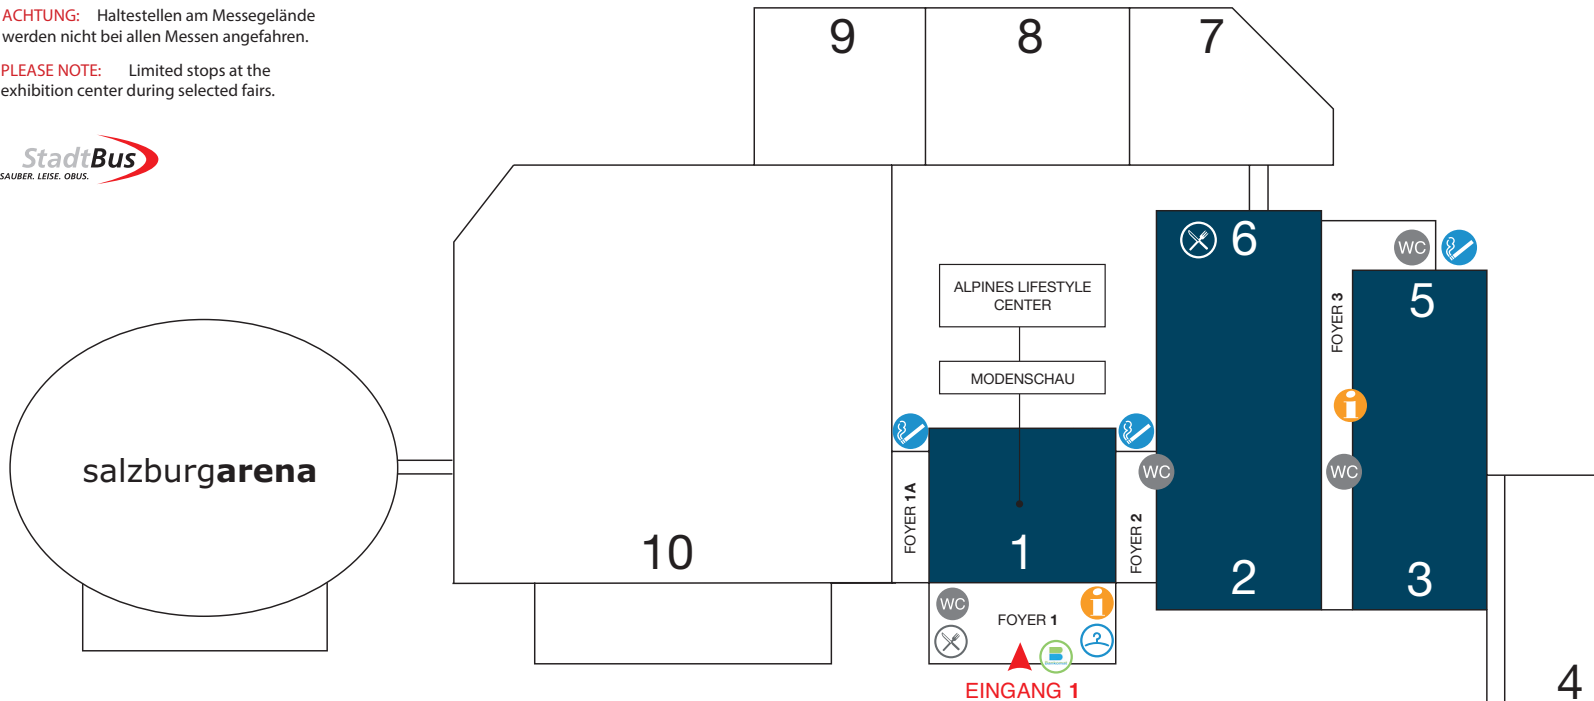 ACHTUNG: Haltestellen am Messegelände
werden nicht bei allen Messen angefahren.
PLEASE NOTE: Limited stops at the
exhibition center during selected fairs.
StadtBus
SAUBER. LEISE. OBUS.
9
8
7
6
WC
5
ALPINES LIFESTYLE
CENTER
FOYER 3
MODENSCHAU
i
salzburgarena
WC
WC
FOYER 1A
FOYER 2
10
1
2
3
WC
i
FOYER 1
EINGANG 1
4